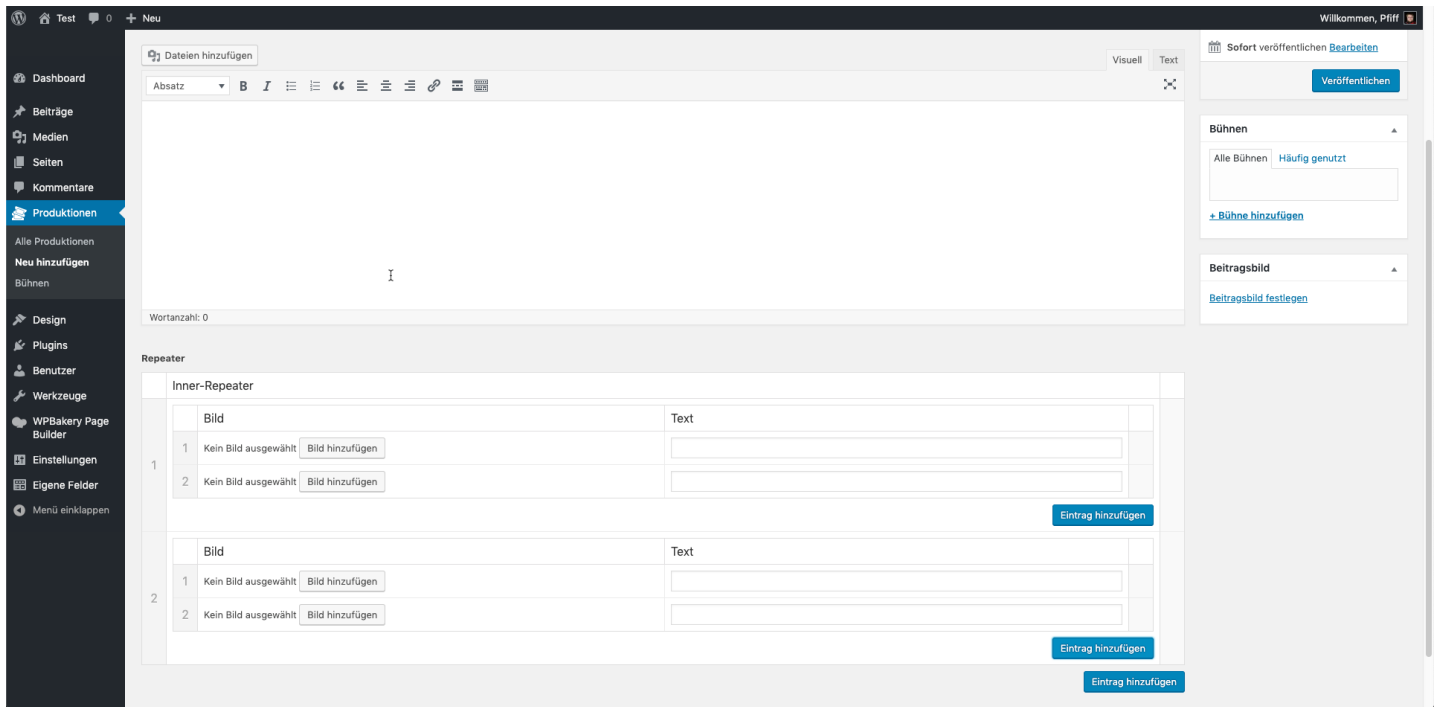 Test 0 + Neu
Willkommen, Pfiff
Dashboard
Beiträge
Medien
Seiten
Kommentare
Produktionen
Alle Produktionen
Neu hinzufügen
Bühnen
Design
Plugins
Benutzer
Werkzeuge
WPBakery Page
Builder
Einstellungen
Eigene Felder
Menü einklappen
Dateien hinzufügen
Visuell Text
Absatz B I
Wortanzahl: 0
Repeater
Inner-Repeater
1
Bild Text
1 Kein Bild ausgewählt Bild hinzufügen
2 Kein Bild ausgewählt Bild hinzufügen
Eintrag hinzufügen
2
Bild Text
1 Kein Bild ausgewählt Bild hinzufügen
2 Kein Bild ausgewählt Bild hinzufügen
Eintrag hinzufügen
Eintrag hinzufügen
Sofort veröffentlichen Bearbeiten
Veröffentlichen
Bühnen
Alle Bühnen Häufig genutzt
+ Bühne hinzufügen
Beitragsbild
Beitragsbild festlegen